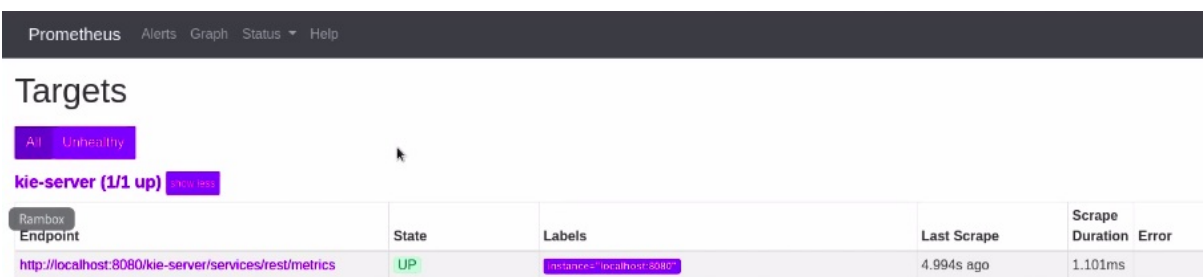 Prometheus Alerts Graph Status Help
Targets
All Unhealthy
kie-server (1/1 up) show less
Rambox
Scrape
Endpoint State Labels Last Scrape Duration Error
http://localhost:8080/kie-server/services/rest/metrics UP instance="localhost:8080" 4.994s ago 1.101ms